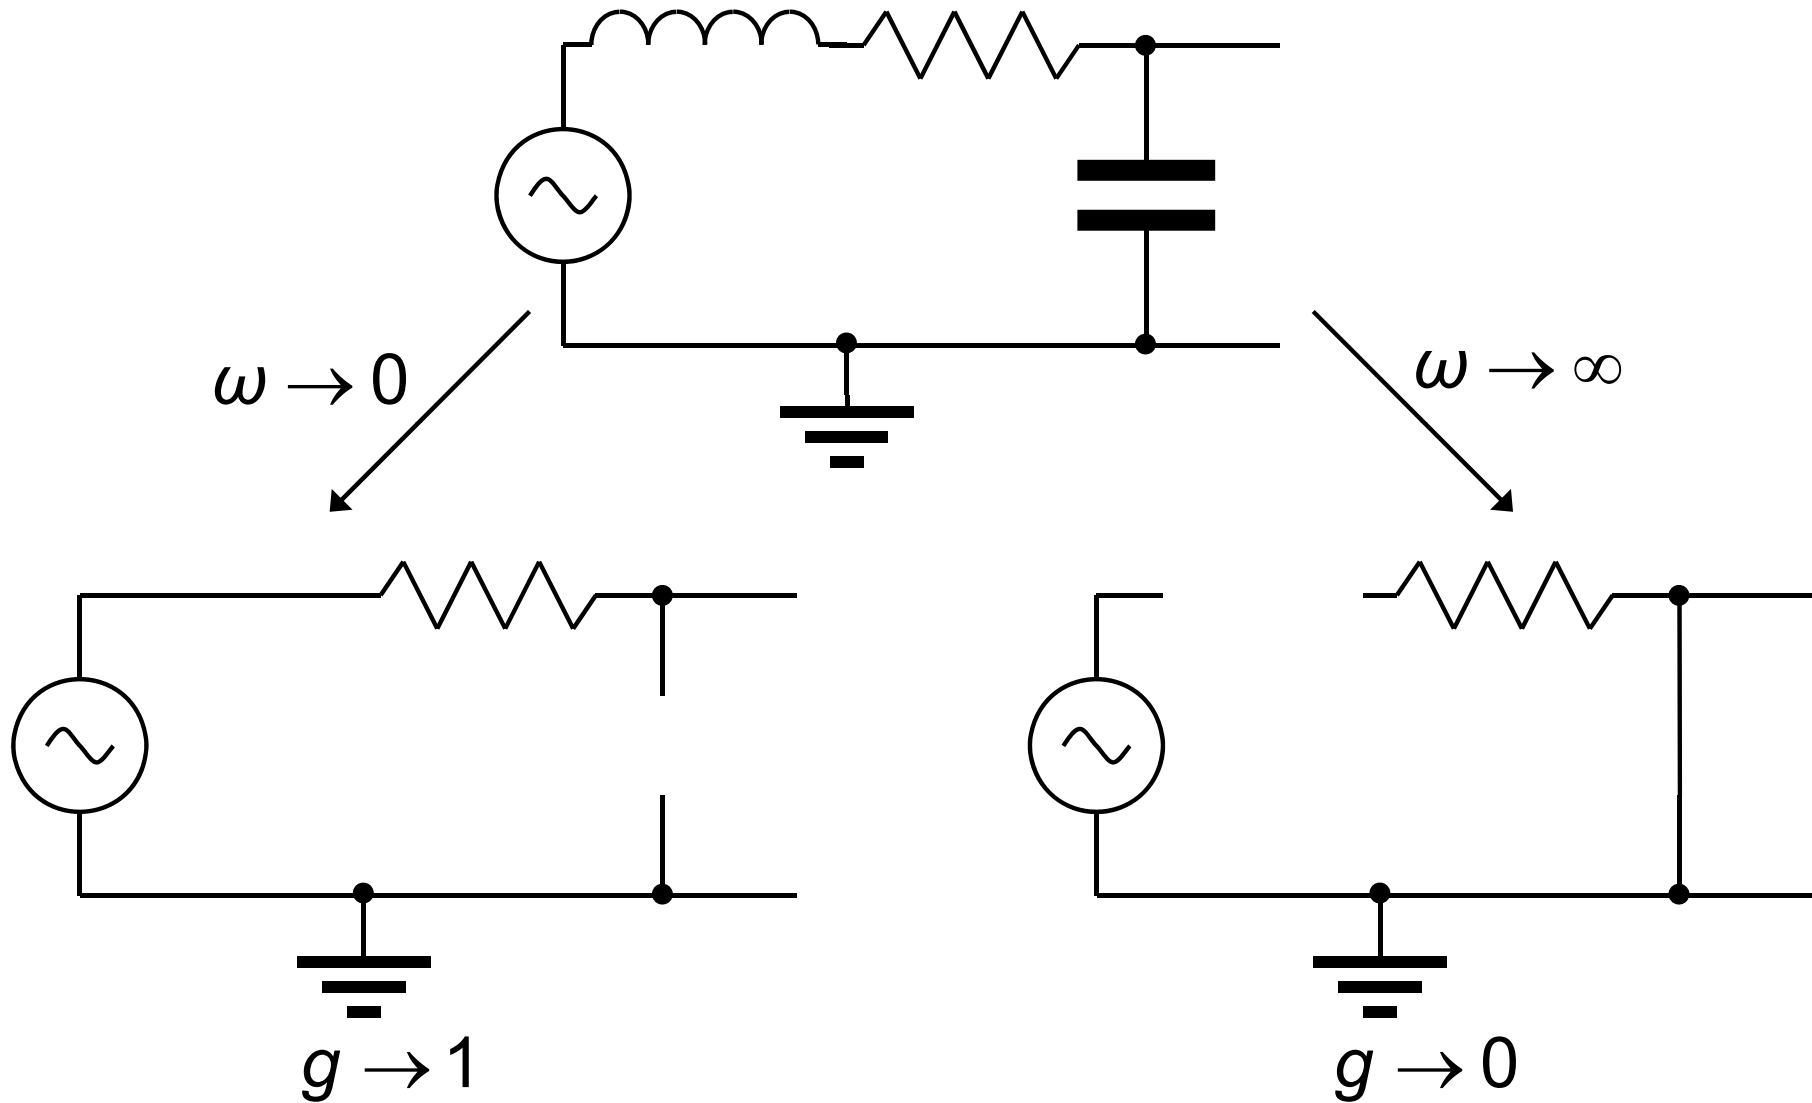 ω → 0
ω → ∞
g → 1
g → 0